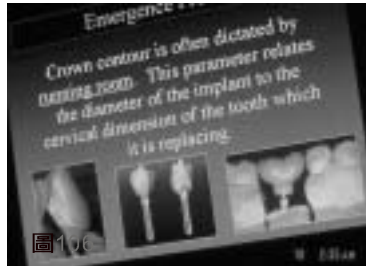 Emergence
Crown contour is often dictated by
running room. This parameter relates
the diameter of the implant to the
cervical dimension of the tooth which
it is replacing.
圖106